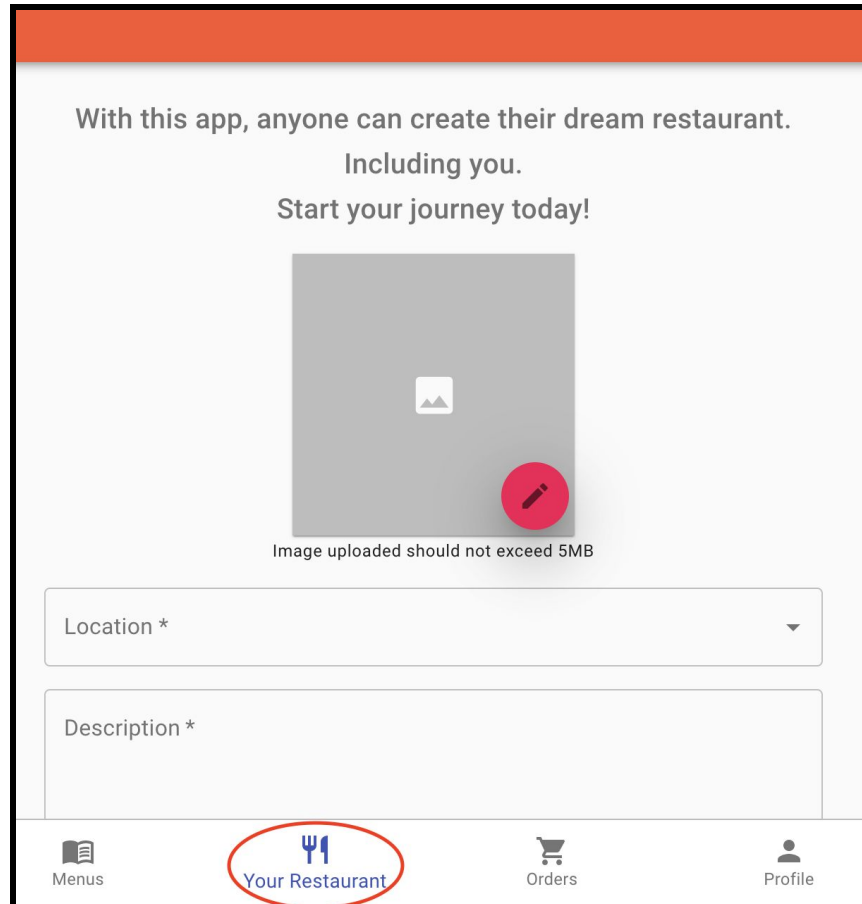 With this app, anyone can create their dream restaurant.
Including you.
Start your journey today!
Image uploaded should not exceed 5MB
Location *
Description *
Menus
Your Restaurant
Orders
Profile